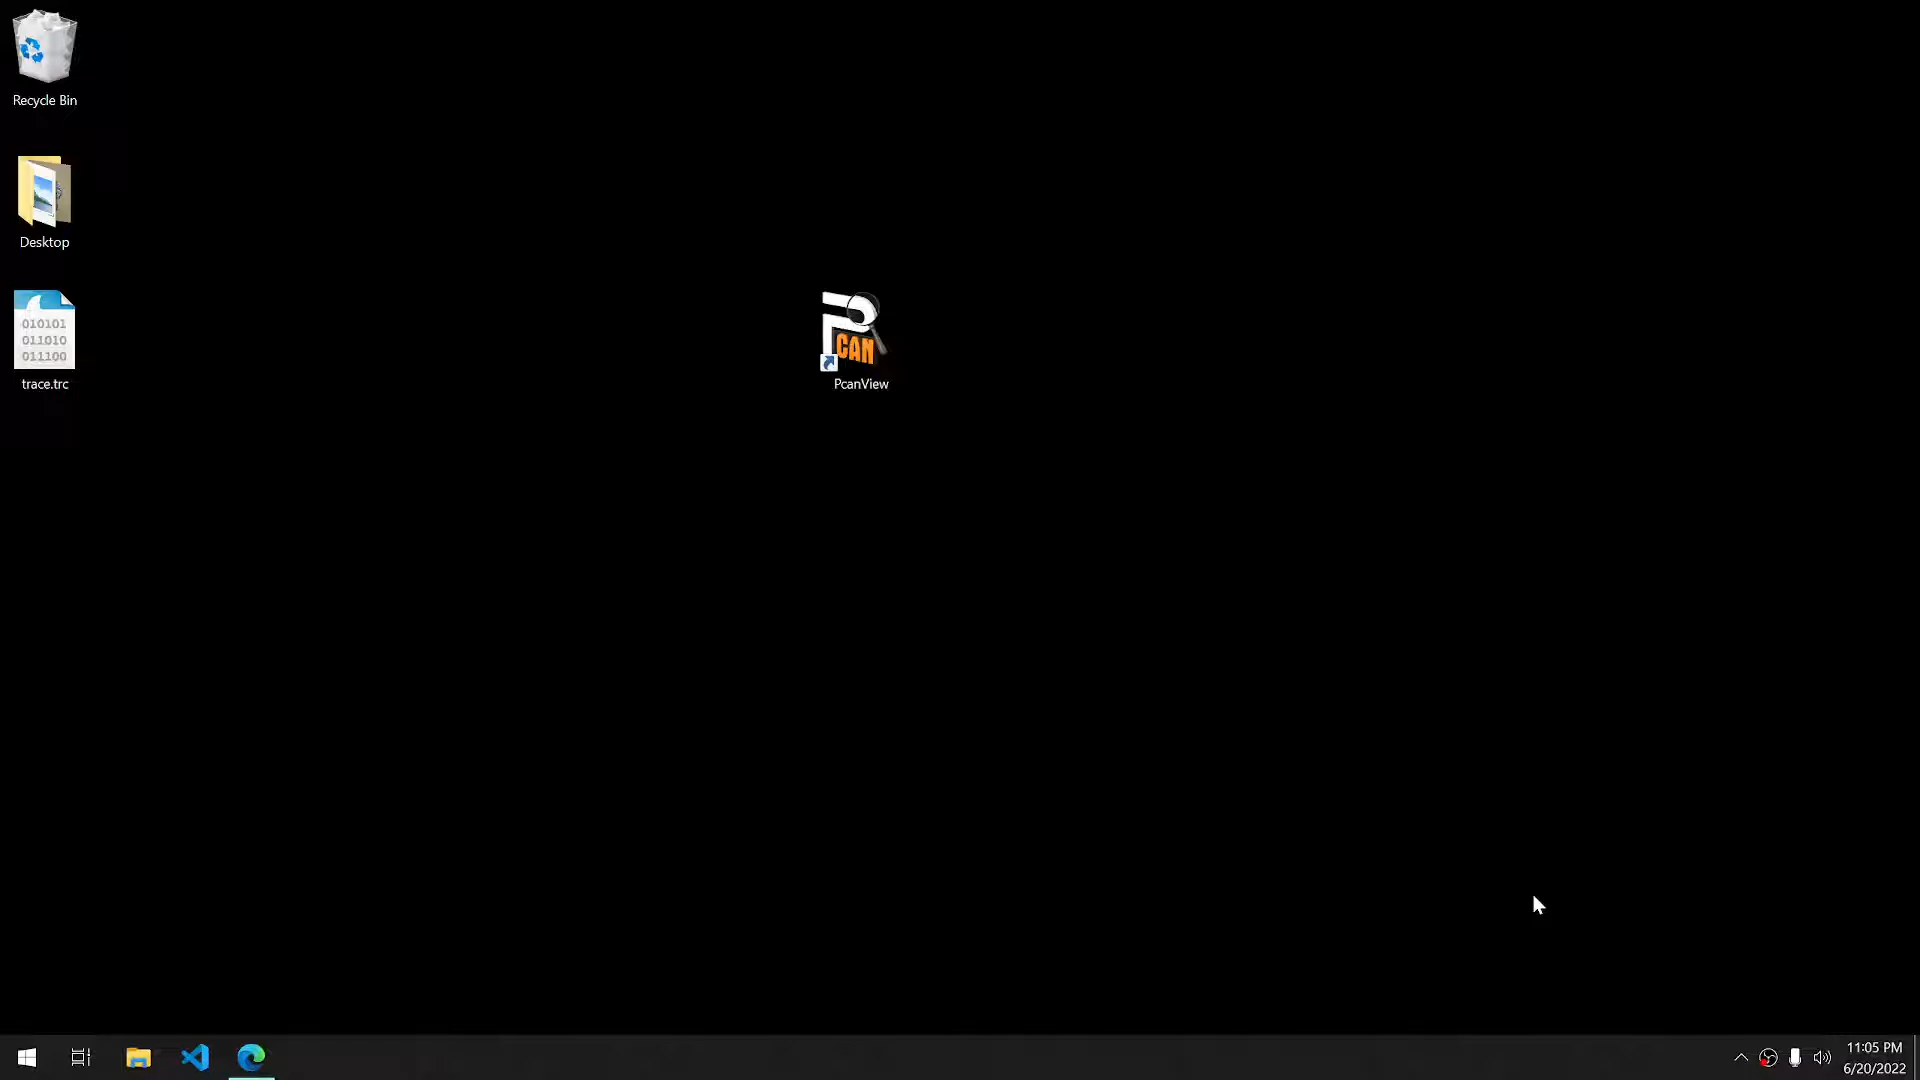 Recycle Bin
Desktop
010101
011010
011100
trace.trc
CAN
PcanView
11:05 PM
6/20/2022